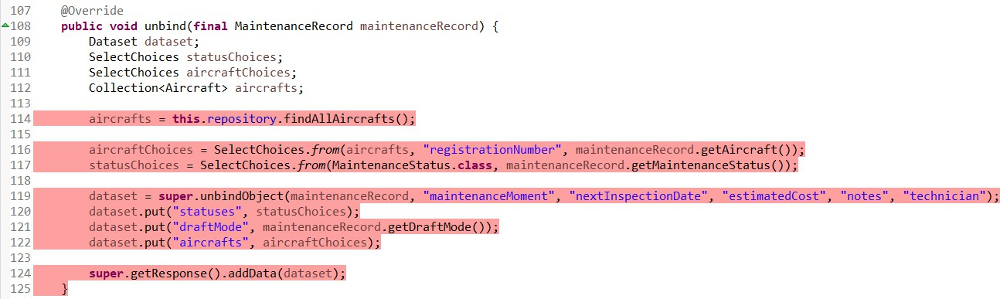 107     @Override
108     public void unbind(final MaintenanceRecord maintenanceRecord) {
109         Dataset dataset;
110         SelectChoices statusChoices;
111         SelectChoices aircraftChoices;
112         Collection<Aircraft> aircrafts;
113
114         aircrafts = this.repository.findAllAircrafts();
115
116         aircraftChoices = SelectChoices.from(aircrafts, "registrationNumber", maintenanceRecord.getAircraft());
117         statusChoices = SelectChoices.from(MaintenanceStatus.class, maintenanceRecord.getMaintenanceStatus());
118
119         dataset = super.unbindObject(maintenanceRecord, "maintenanceMoment", "nextInspectionDate", "estimatedCost", "notes", "technician");
120         dataset.put("statuses", statusChoices);
121         dataset.put("draftMode", maintenanceRecord.getDraftMode());
122         dataset.put("aircrafts", aircraftChoices);
123
124         super.getResponse().addData(dataset);
125     }